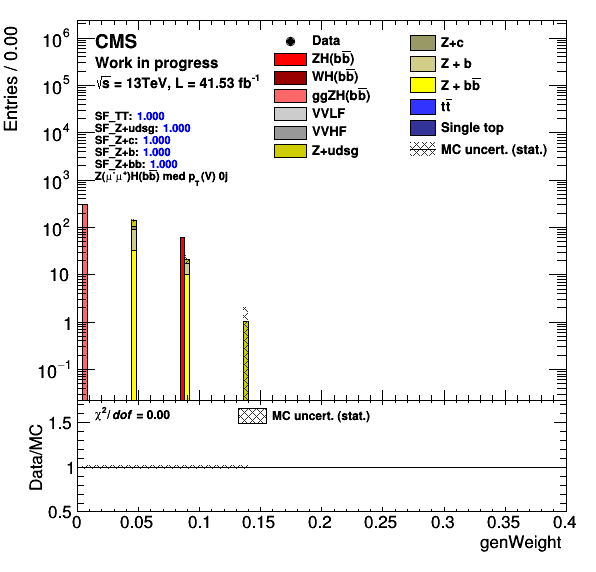 CMS
Work in progress
√s = 13TeV, L = 41.53 fb⁻¹
SF_TT: 1.000
SF_Z+udsg: 1.000
SF_Z+c: 1.000
SF_Z+b: 1.000
SF_Z+bb: 1.000
Z(μ⁻μ⁺)H(bb̅) med p_T(V) 0j
Data
ZH(bb̅)
WH(bb̅)
ggZH(bb̅)
VVLF
VVHF
Z+udsg
Z+c
Z + b
Z + bb̅
tt̅
Single top
MC uncert. (stat.)
Entries / 0.00
10⁶
10⁵
10⁴
10³
10²
10
1
10⁻¹
χ²/dof = 0.00
MC uncert. (stat.)
Data/MC
1.5
1
0.5
0 0.05 0.1 0.15 0.2 0.25 0.3 0.35 0.4
genWeight